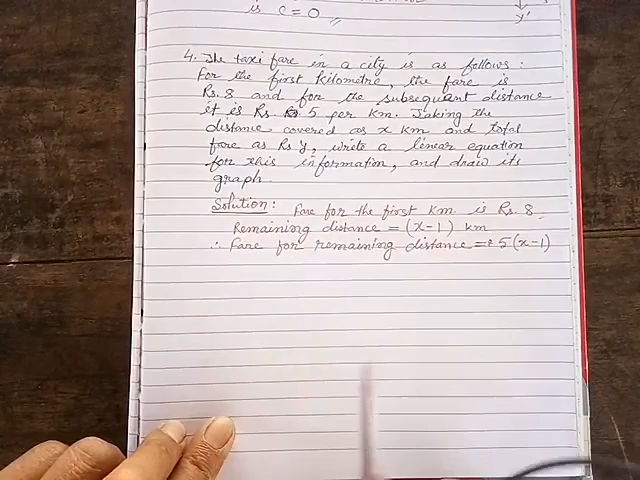 is c = 0
y'
4. The taxi fare in a city is as follows:
For the first kilometre, the fare is
Rs. 8 and for the subsequent distance
it is Rs. 5 per km. Taking the
distance covered as x km and total
fare as Rs y, write a linear equation
for this information, and draw its
graph.
Solution: Fare for the first km. is Rs. 8.
Remaining distance = (x-1) km
∴ Fare for remaining distance = 5(x-1)